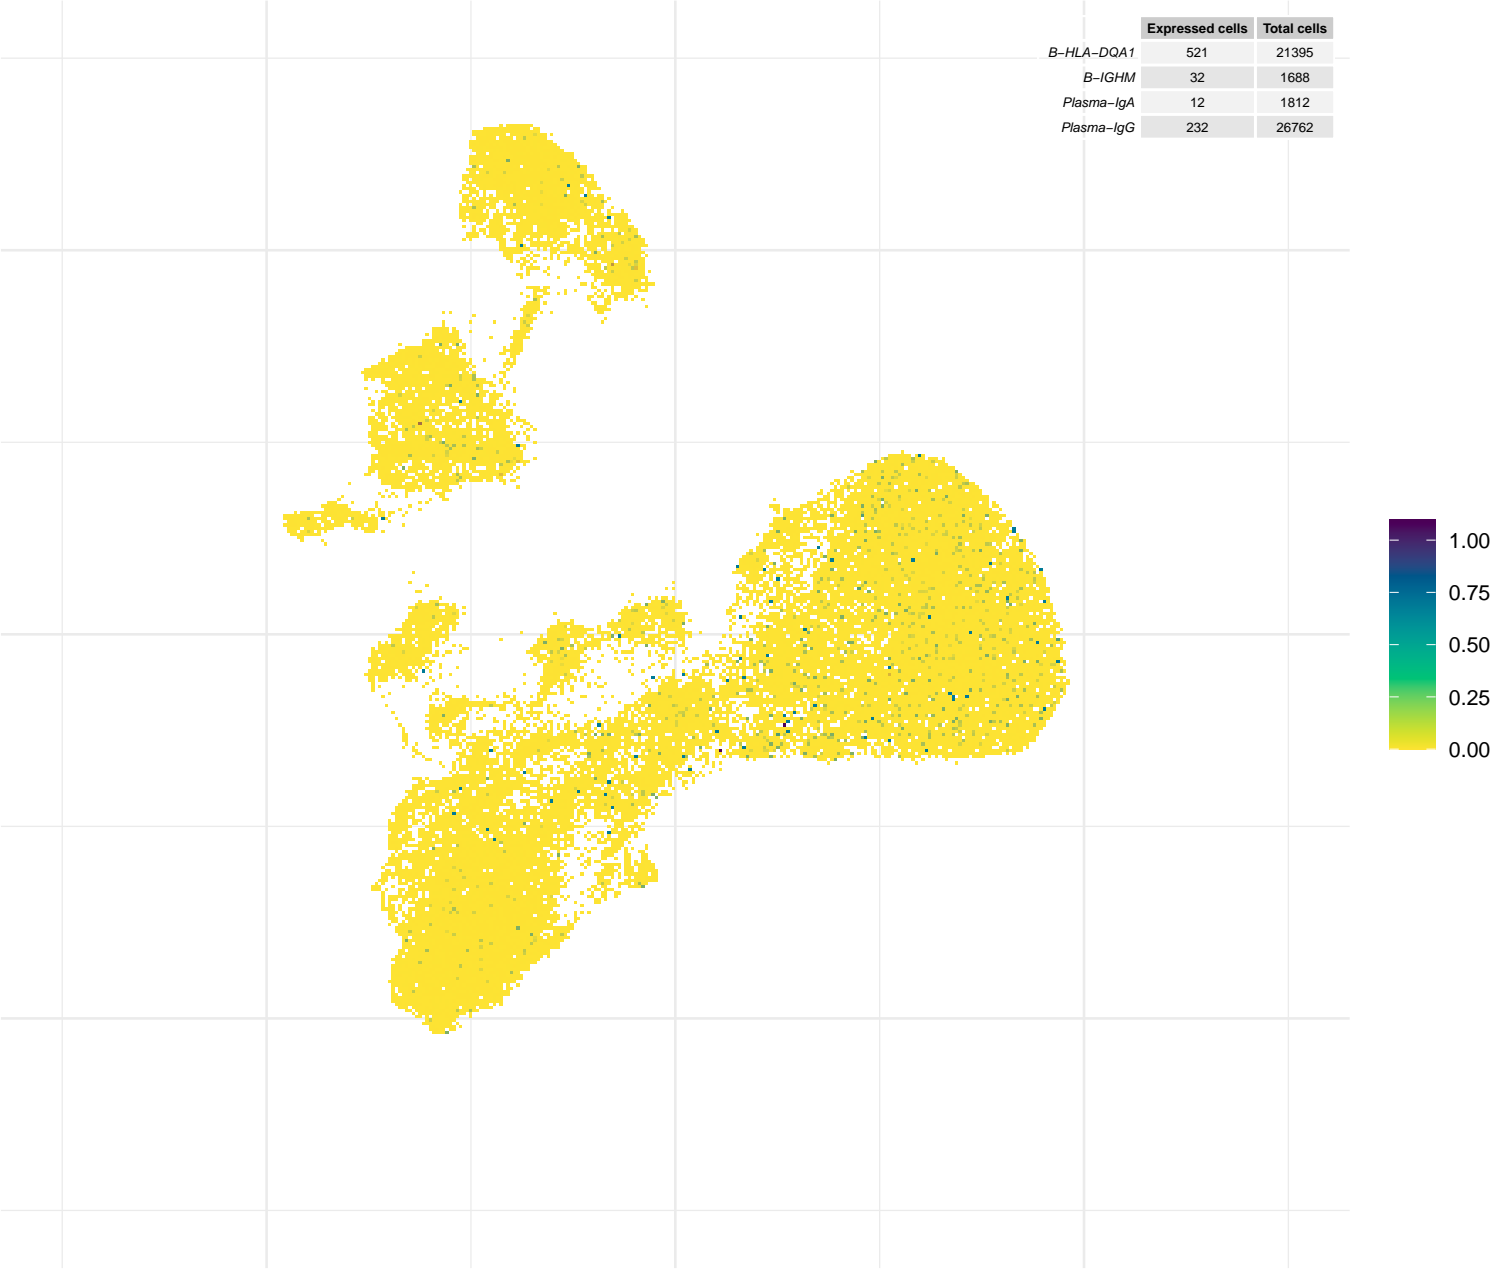 Expressed cells Total cells
B−HLA−DQA1 521 21395
B−IGHM 32 1688
Plasma−IgA 12 1812
Plasma−IgG 232 26762
1.00
0.75
0.50
0.25
0.00